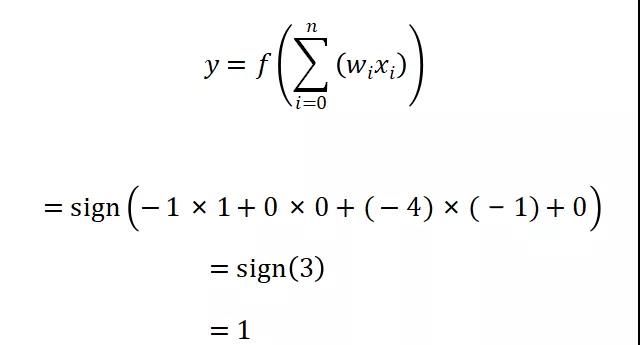 y = f(∑_{i=0}^{n} (w_i x_i))
= sign(− 1 × 1 + 0 × 0 + (− 4) × (− 1) + 0)
= sign(3)
= 1